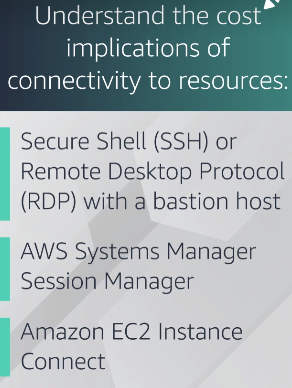 Understand the cost
implications of
connectivity to resources:
Secure Shell (SSH) or
Remote Desktop Protocol
(RDP) with a bastion host
AWS Systems Manager
Session Manager
Amazon EC2 Instance
Connect